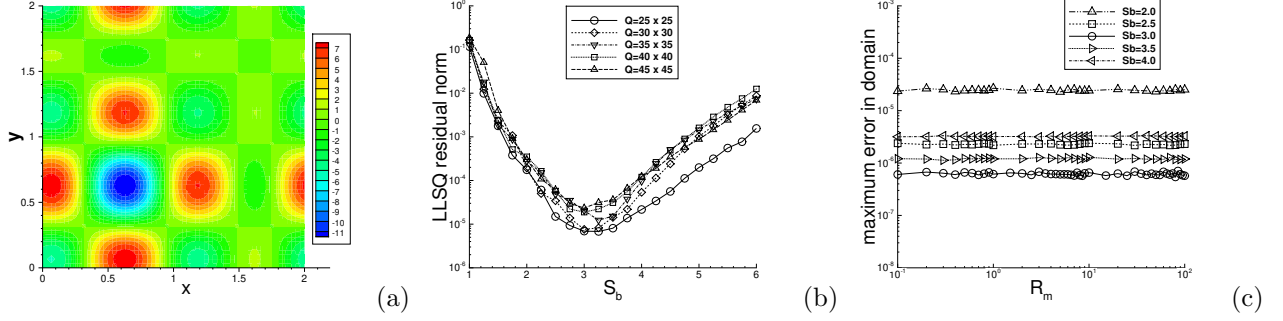 2
1.5
1
0.5
0
0
0.5
1
1.5
2
y
x
7
6
5
4
3
2
1
0
-1
-2
-3
-4
-5
-6
-7
-8
-9
-10
-11
(a)
Q=25 x 25
Q=30 x 30
Q=35 x 35
Q=40 x 40
Q=45 x 45
LLSQ residual norm
10^0
10^-1
10^-2
10^-3
10^-4
10^-5
10^-6
1
2
3
4
5
6
S_b
(b)
Sb=2.0
Sb=2.5
Sb=3.0
Sb=3.5
Sb=4.0
maximum error in domain
10^-3
10^-4
10^-5
10^-6
10^-7
10^-8
10^-1
10^0
10^1
10^2
R_m
(c)